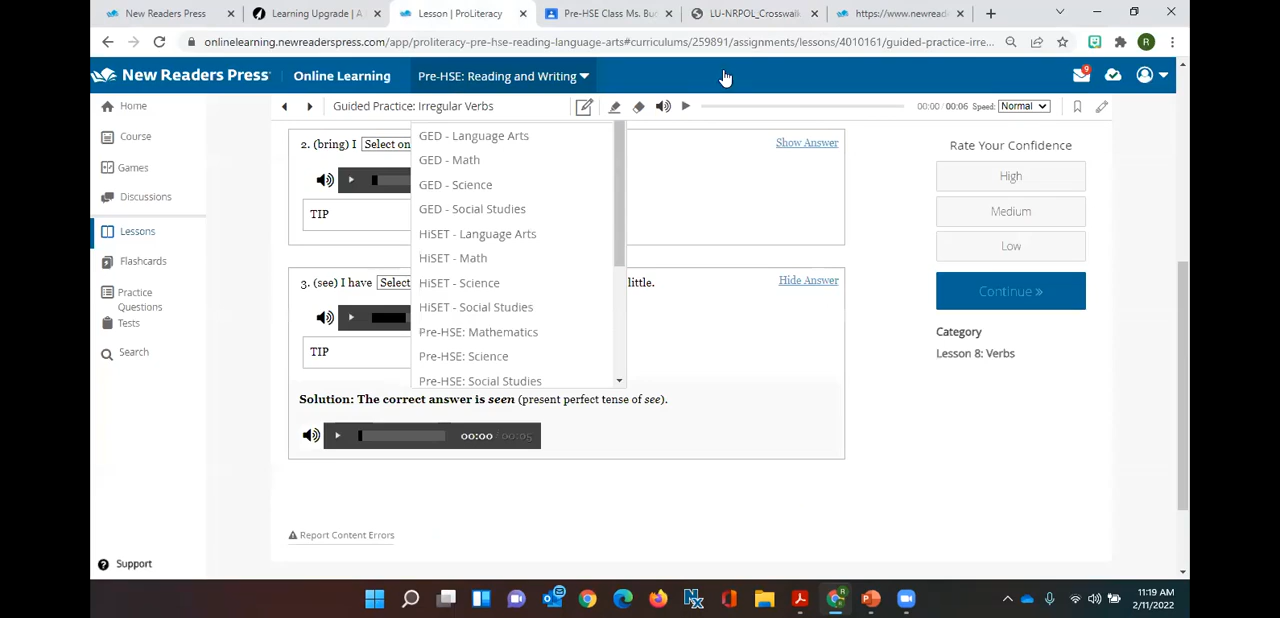 New Readers Press
Learning Upgrade | A
Lesson | ProLiteracy
Pre-HSE Class Ms. Bu
LU-NRPOL_Crosswalk
https://www.newread
onlinelearning.newreaderspress.com/app/proliteracy-pre-hse-reading-language-arts#curriculums/259891/assignments/lessons/4010161/guided-practice-irre...
R
New Readers Press
Online Learning
Pre-HSE: Reading and Writing
9
Home
Guided Practice: Irregular Verbs
00:00 / 00:06 Speed: Normal
Course
Games
Discussions
Lessons
Flashcards
Practice
Questions
Tests
Search
Support
2. (bring) I Select on
Show Answer
TIP
3. (see) I have Select
little.
Hide Answer
TIP
GED - Language Arts
GED - Math
GED - Science
GED - Social Studies
HiSET - Language Arts
HiSET - Math
HiSET - Science
HiSET - Social Studies
Pre-HSE: Mathematics
Pre-HSE: Science
Pre-HSE: Social Studies
Solution: The correct answer is seen (present perfect tense of see).
00:00 / 00:05
Report Content Errors
Rate Your Confidence
High
Medium
Low
Continue »
Category
Lesson 8: Verbs
11:19 AM
2/11/2022